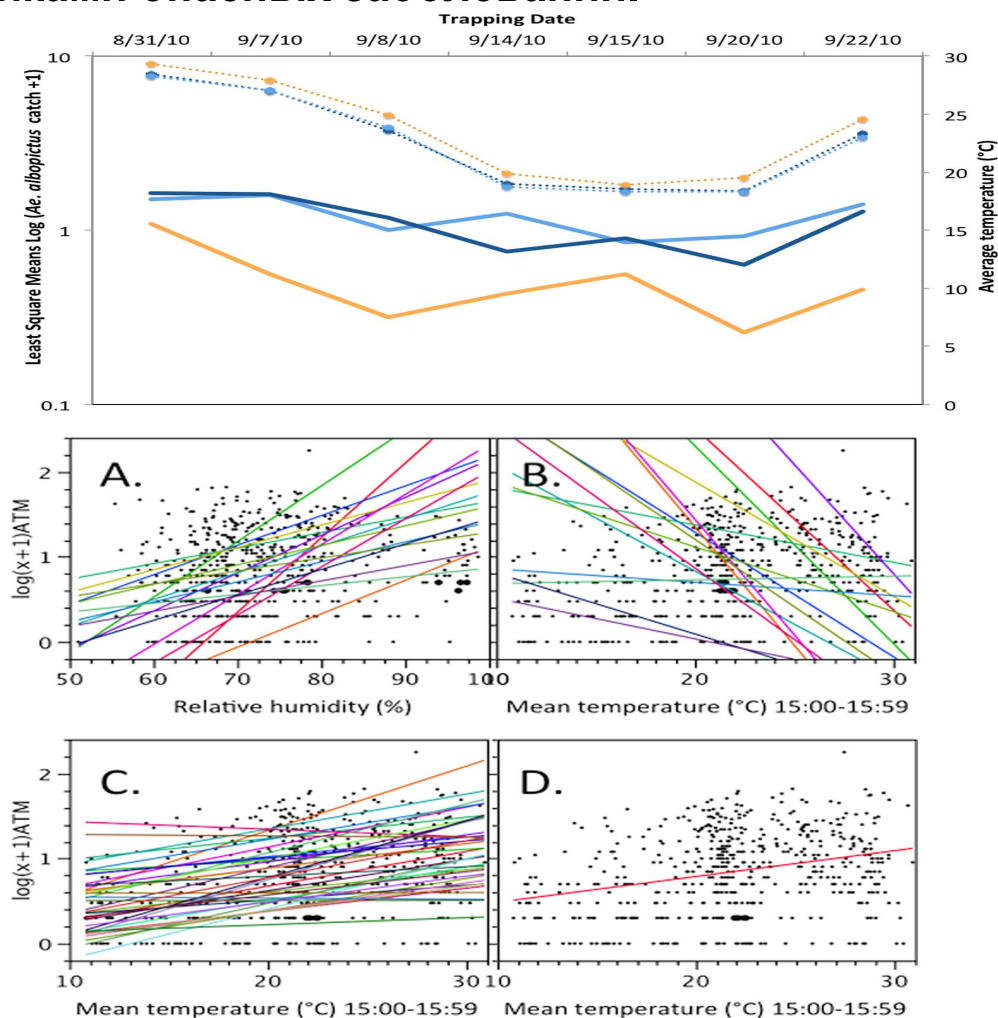 Trapping Date
8/31/10 9/7/10 9/8/10 9/14/10 9/15/10 9/20/10 9/22/10
10
1
0.1
Least Square Means Log (Ae. albopictus catch +1)
30
25
20
15
10
5
0
Average temperature (°C)
A.
log(x+1)ATM
2
1
0
50 60 70 80 90 10
Relative humidity (%)
B.
20 30
Mean temperature (°C) 15:00-15:59
C.
log(x+1)ATM
2
1
0
10 20 30
Mean temperature (°C) 15:00-15:59
D.
10 20 30
Mean temperature (°C) 15:00-15:59